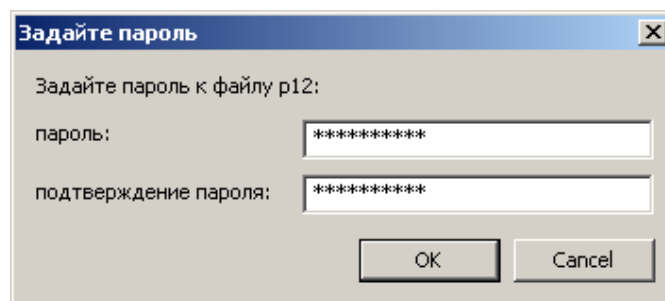 Задайте пароль
Задайте пароль к файлу p12:
пароль: **********
подтверждение пароля: **********
OK Cancel